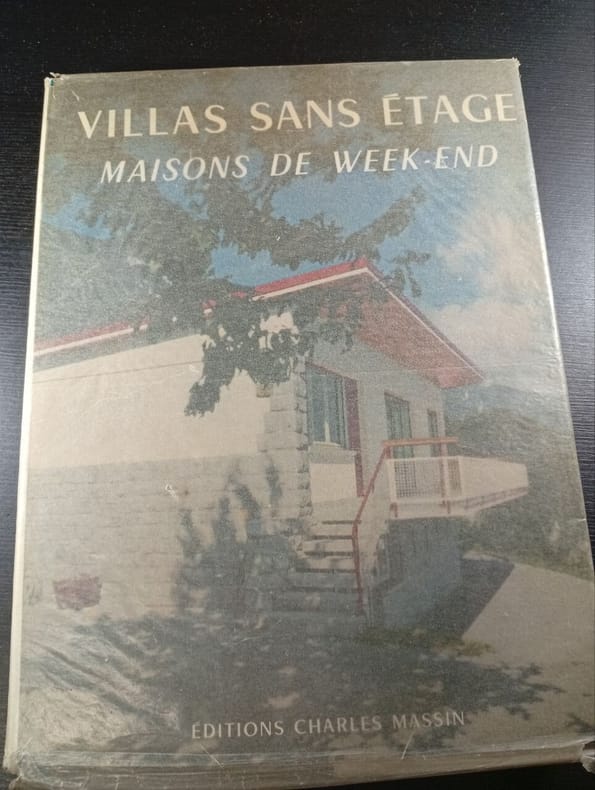 VILLAS SANS ÉTAGE
MAISONS DE WEEK-END
ÉDITIONS CHARLES MASSIN